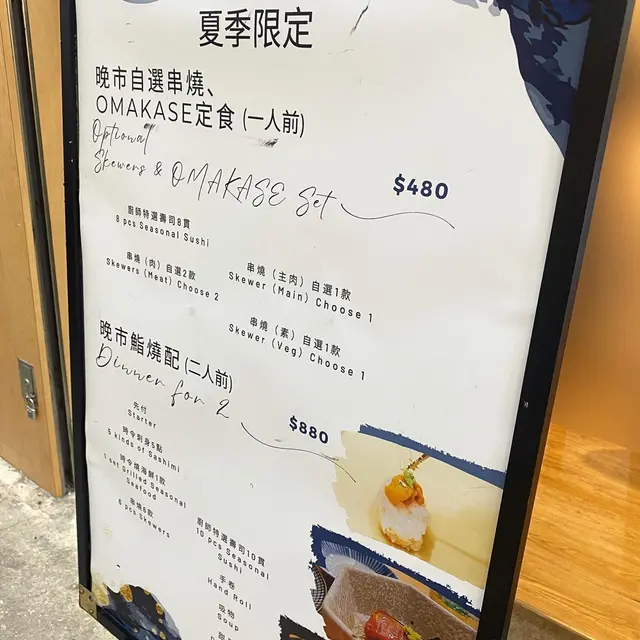 夏季限定
晚市自選串燒、
OMAKASE定食 (一人前)
Optional
Skewers & OMAKASE Set
$480
廚師特選壽司8貫
8 pcs Seasonal Sushi
串燒（肉）自選2款
Skewers (Meat) Choose 2
串燒（主肉）自選1款
Skewer (Main) Choose 1
串燒（素）自選1款
Skewer (Veg) Choose 1
晚市鮨燒配 (二人前)
Dinner for 2
$880
先付
Starter
時令刺身5點
5 kinds of Sashimi
時令燒海鮮1款
1 set Grilled Seasonal
Seafood
串燒6款
6 pcs Skewers
廚師特選壽司10貫
10 pcs Seasonal
Sushi
手卷
Hand Roll
吸物
Soup